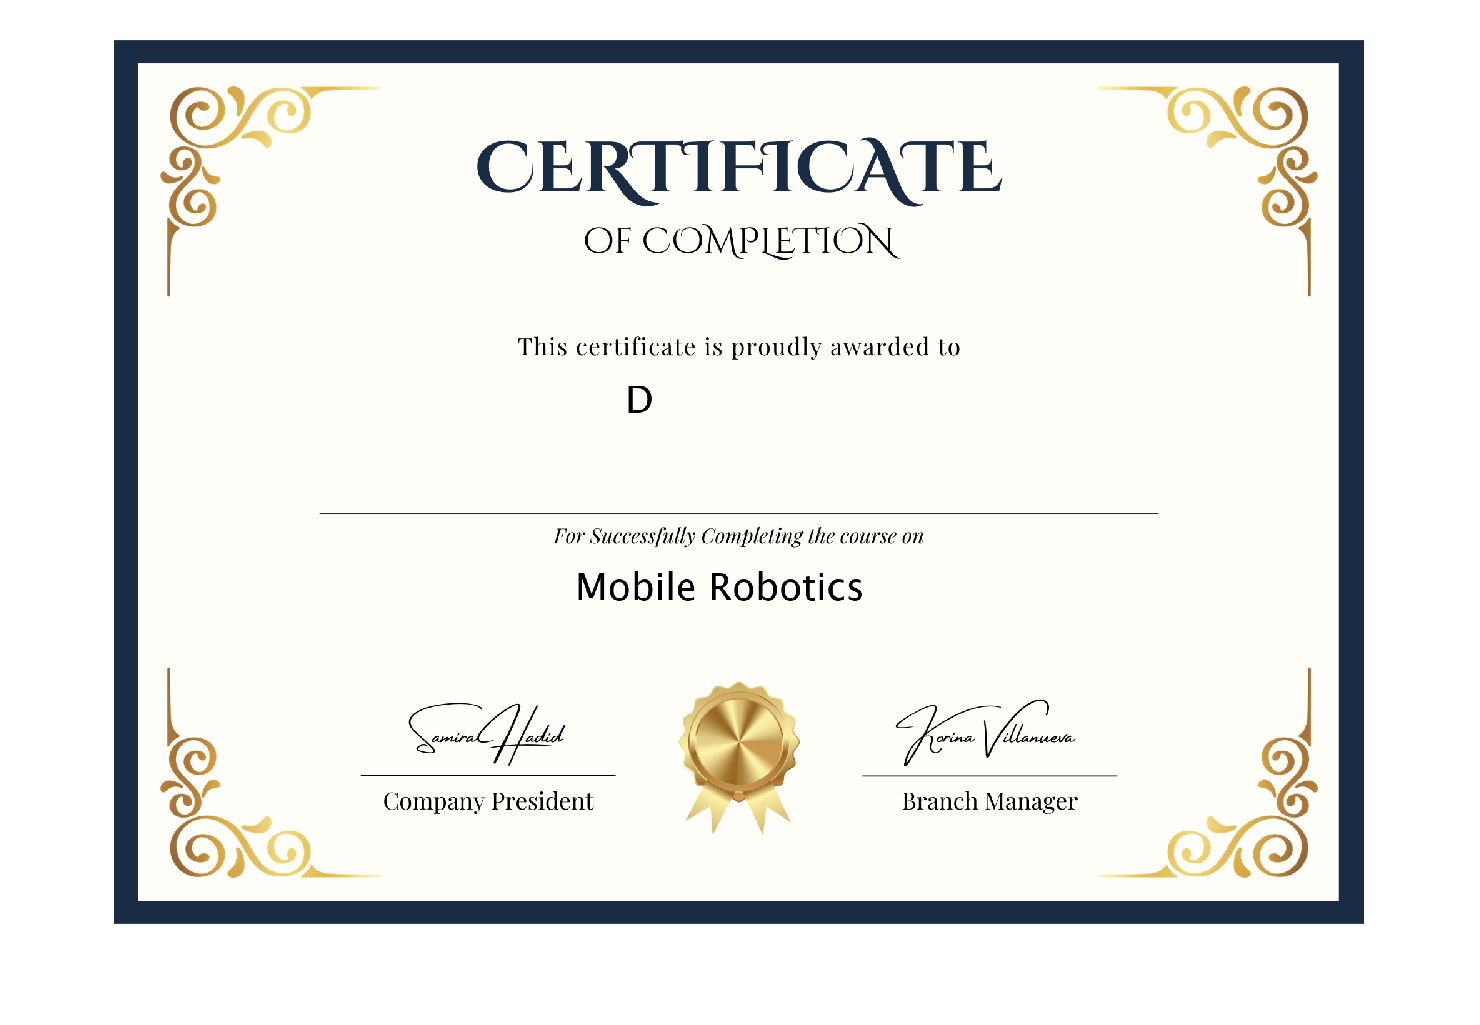 CERTIFICATE
OF COMPLETION
This certificate is proudly awarded to
D
For Successfully Completing the course on
Mobile Robotics
Samira Hadid
Korina Villanueva
Company President
Branch Manager